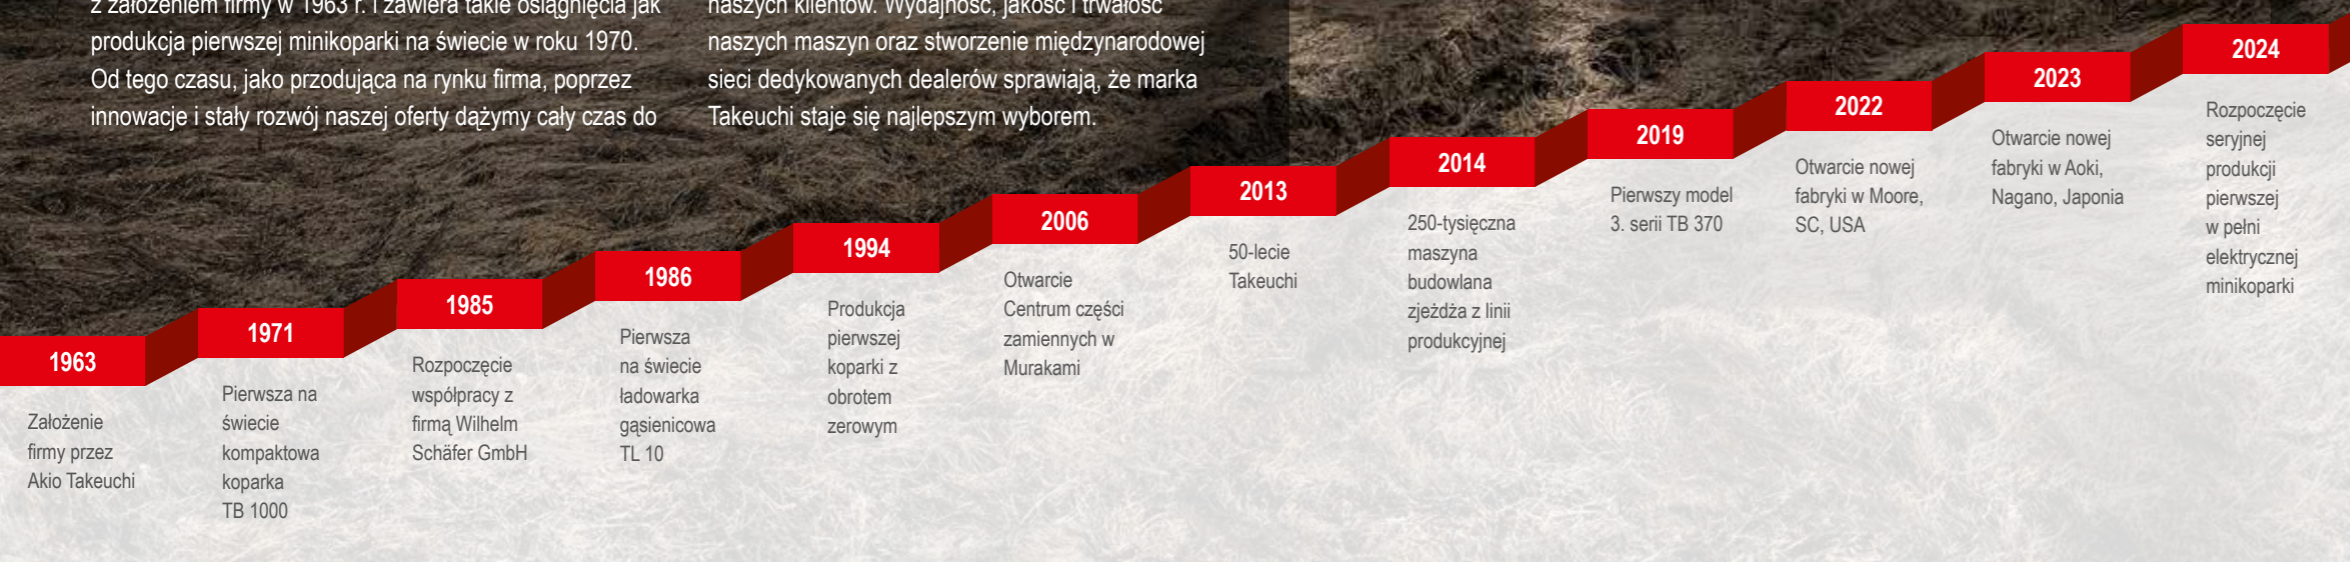 z założeniem firmy w 1963 r. i zawiera takie osiągnięcia jak
produkcja pierwszej minikoparki na świecie w roku 1970.
Od tego czasu, jako przodująca na rynku firma, poprzez
innowacje i stały rozwój naszej oferty dążymy cały czas do
naszych klientów. Wydajność, jakość i trwałość
naszych maszyn oraz stworzenie międzynarodowej
sieci dedykowanych dealerów sprawiają, że marka
Takeuchi staje się najlepszym wyborem.
1963
Założenie
firmy przez
Akio Takeuchi
1971
Pierwsza na
świecie
kompaktowa
koparka
TB 1000
1985
Rozpoczęcie
współpracy z
firmą Wilhelm
Schäfer GmbH
1986
Pierwsza
na świecie
ładowarka
gąsienicowa
TL 10
1994
Produkcja
pierwszej
koparki z
obrotem
zerowym
2006
Otwarcie
Centrum części
zamiennych w
Murakami
2013
50-lecie
Takeuchi
2014
250-tysięczna
maszyna
budowlana
zjeżdża z linii
produkcyjnej
2019
Pierwszy model
3. serii TB 370
2022
Otwarcie nowej
fabryki w Moore,
SC, USA
2023
Otwarcie nowej
fabryki w Aoki,
Nagano, Japonia
2024
Rozpoczęcie
seryjnej
produkcji
pierwszej
w pełni
elektrycznej
minikoparki